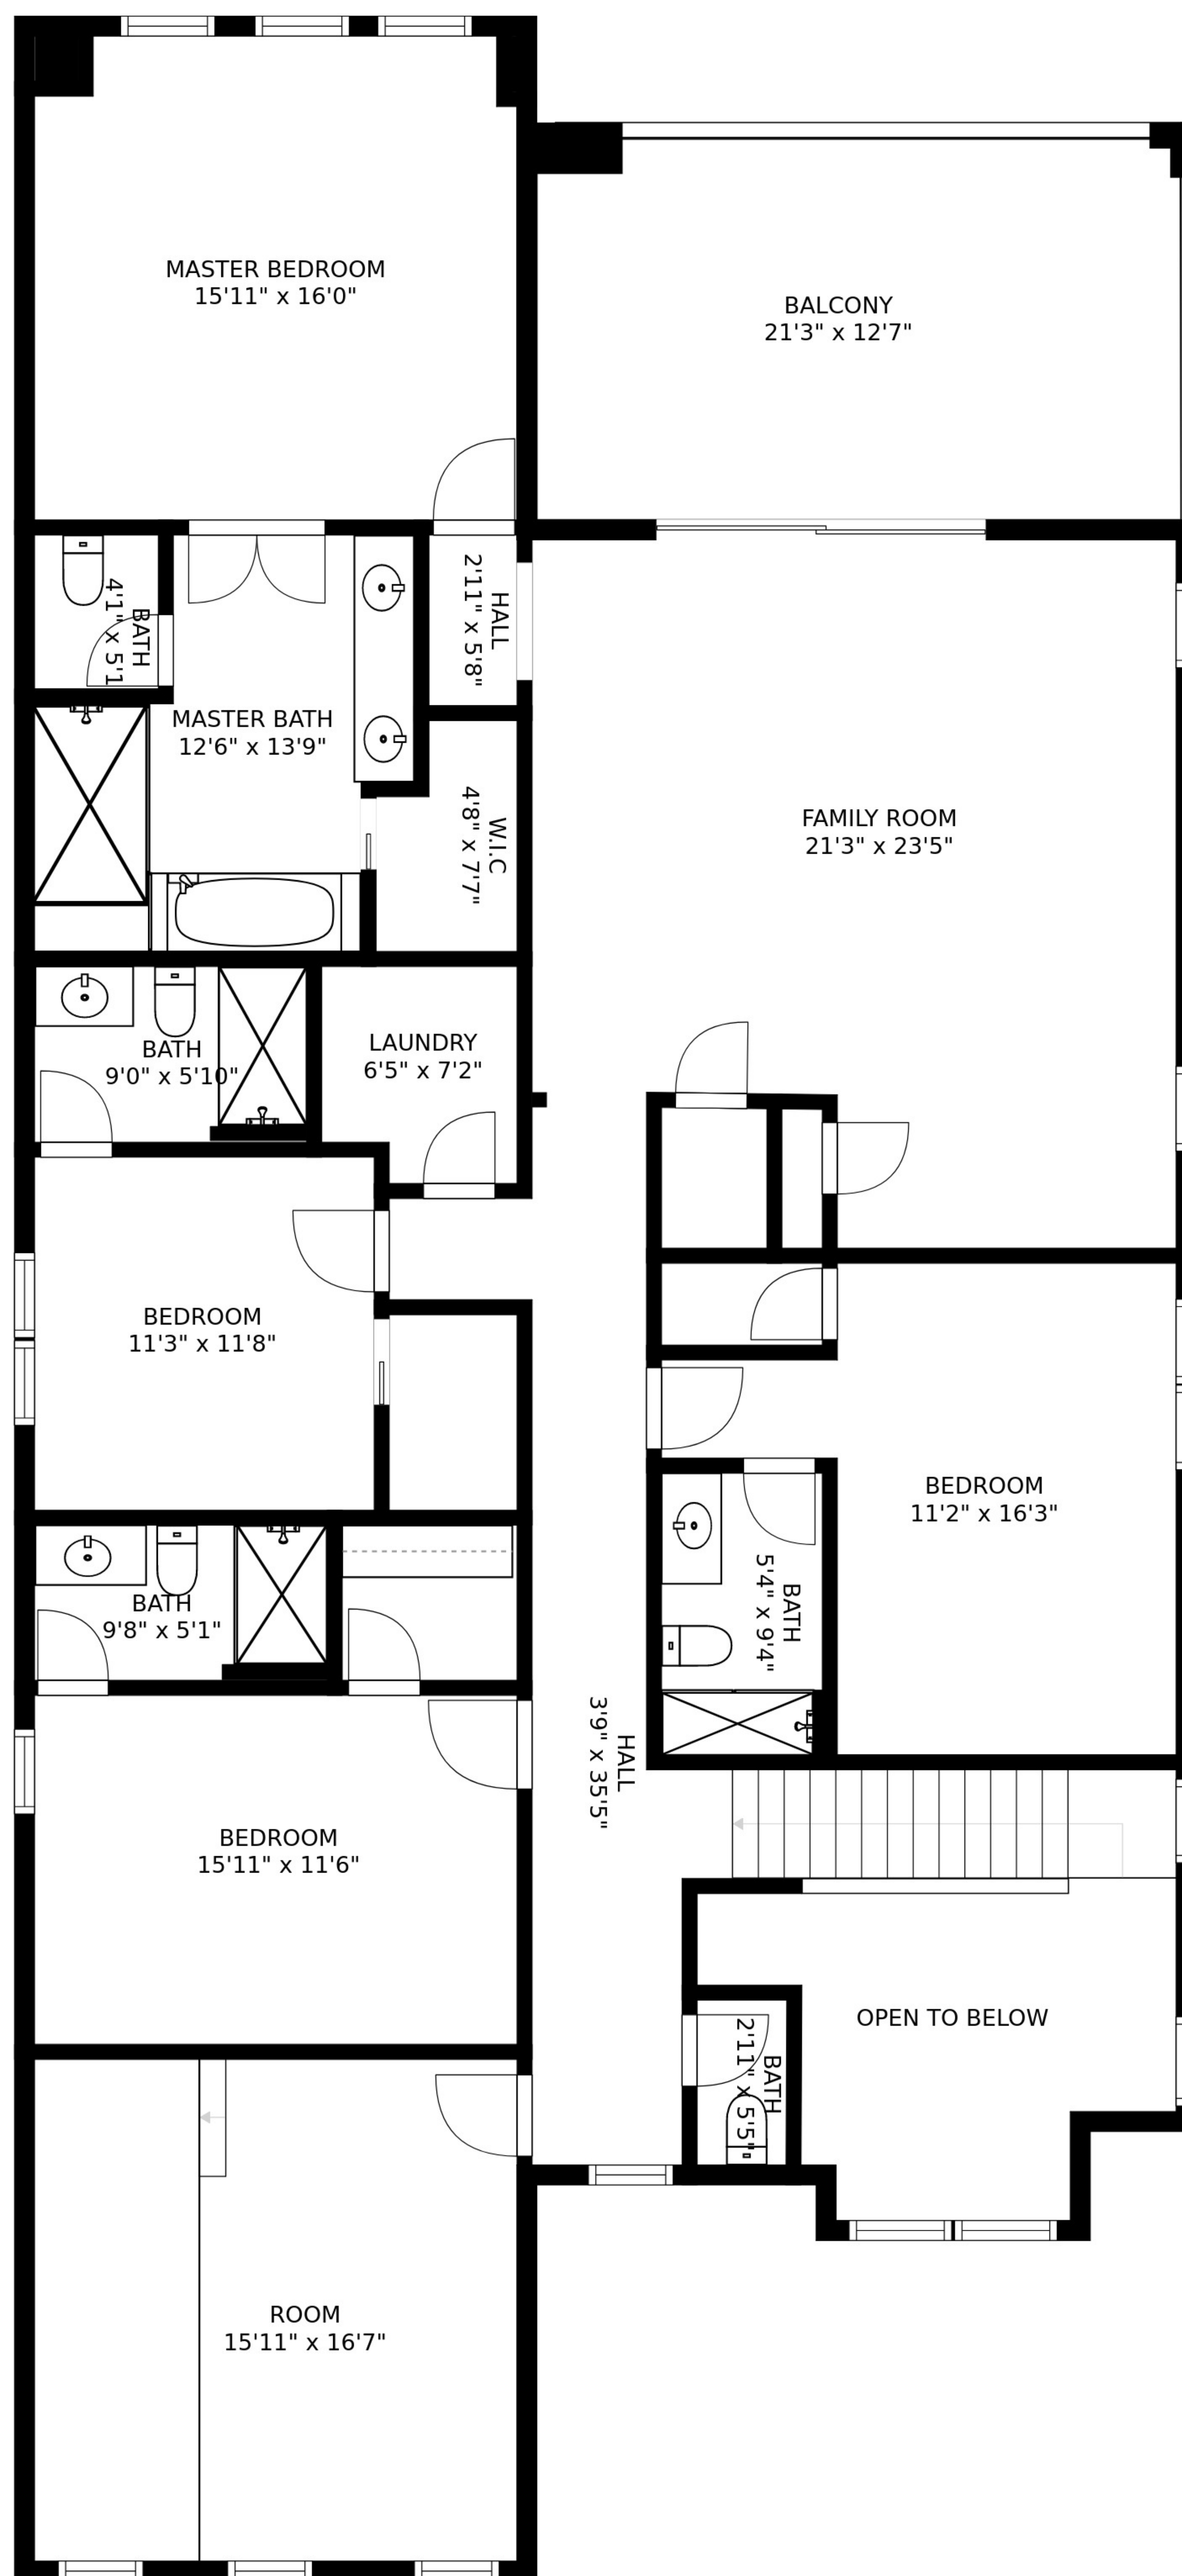 MASTER BEDROOM
15'11" x 16'0"
BALCONY
21'3" x 12'7"
BATH
4'1" x 5'1
HALL
2'11" x 5'8"
MASTER BATH
12'6" x 13'9"
W.I.C
4'8" x 7'7"
FAMILY ROOM
21'3" x 23'5"
BATH
9'0" x 5'10"
LAUNDRY
6'5" x 7'2"
BEDROOM
11'3" x 11'8"
BEDROOM
11'2" x 16'3"
BATH
9'8" x 5'1"
BATH
5'4" x 9'4"
HALL
3'9" x 35'5"
BEDROOM
15'11" x 11'6"
OPEN TO BELOW
BATH
2'11" x 5'5"
ROOM
15'11" x 16'7"